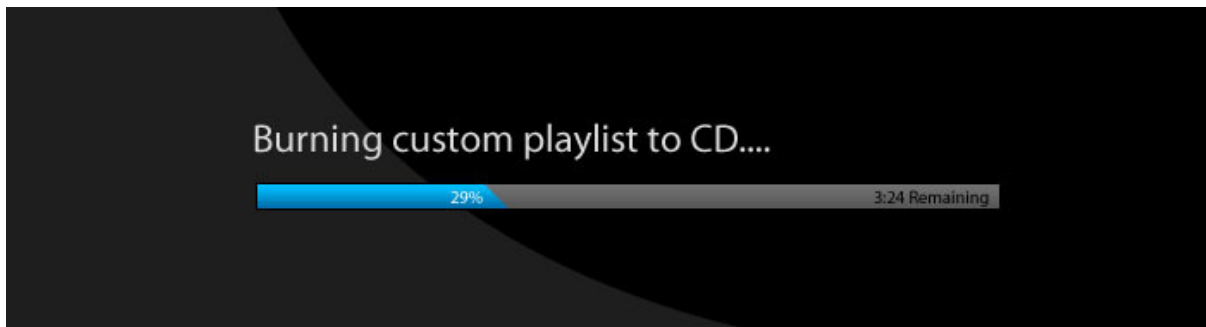 Burning custom playlist to CD....
29% 3:24 Remaining